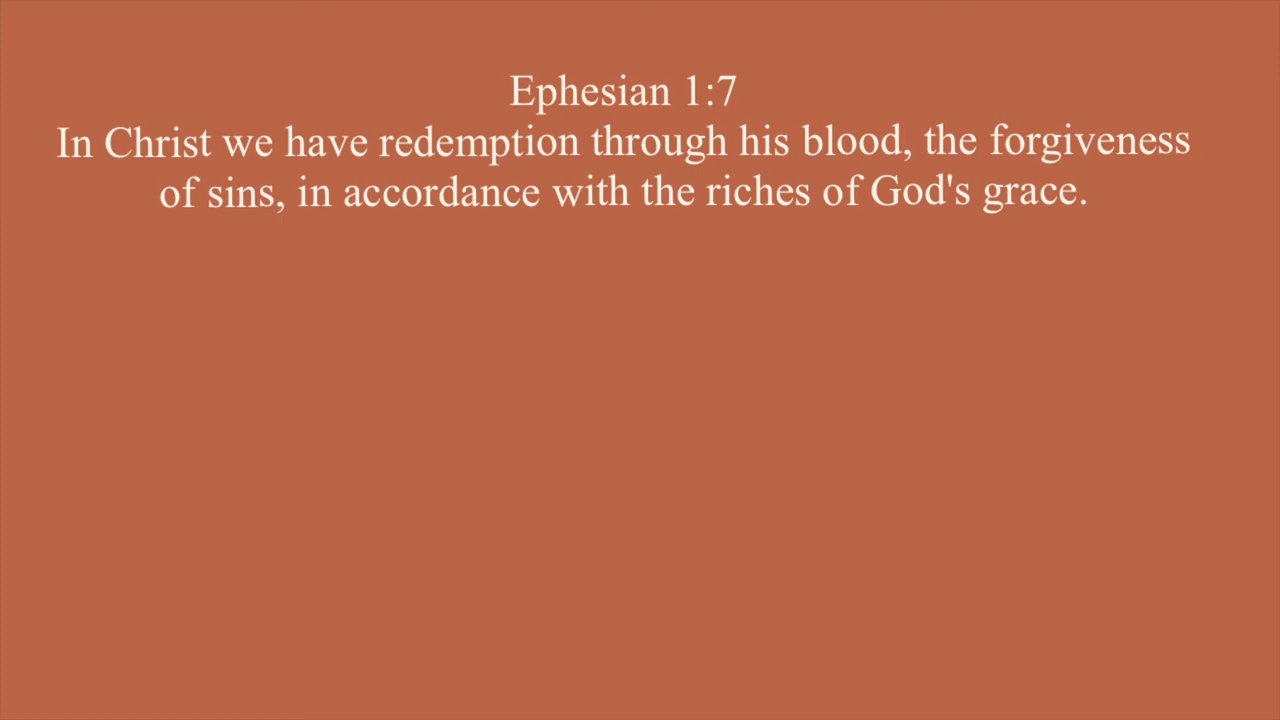 Ephesian 1:7
In Christ we have redemption through his blood, the forgiveness
of sins, in accordance with the riches of God's grace.